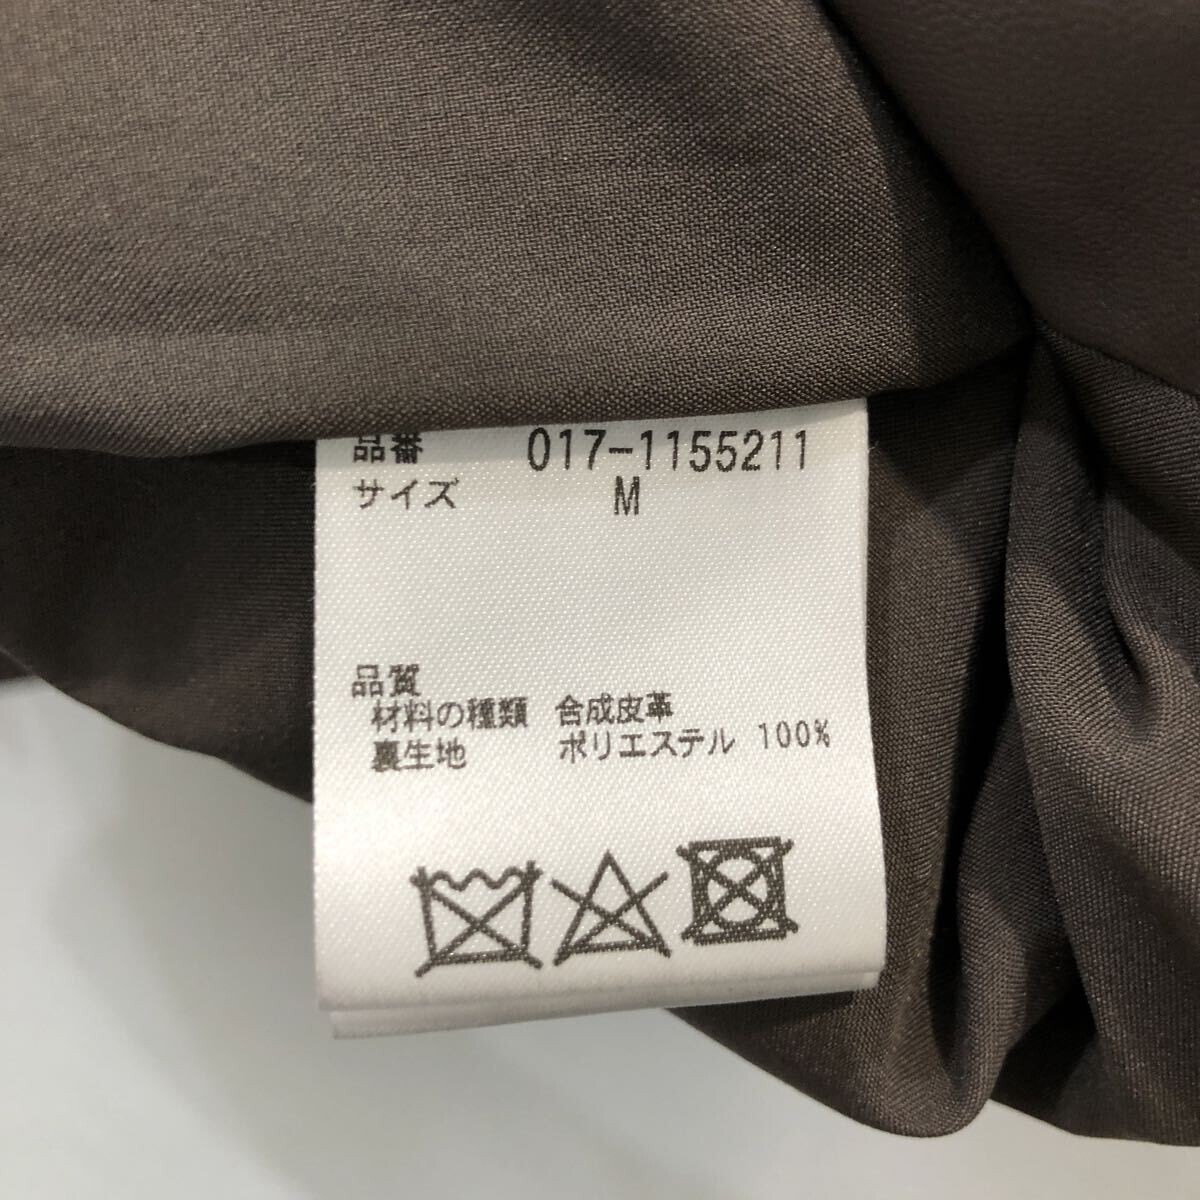 品番 017-1155211
サイズ M
品質
材料の種類 合成皮革
裏生地 ポリエステル 100%